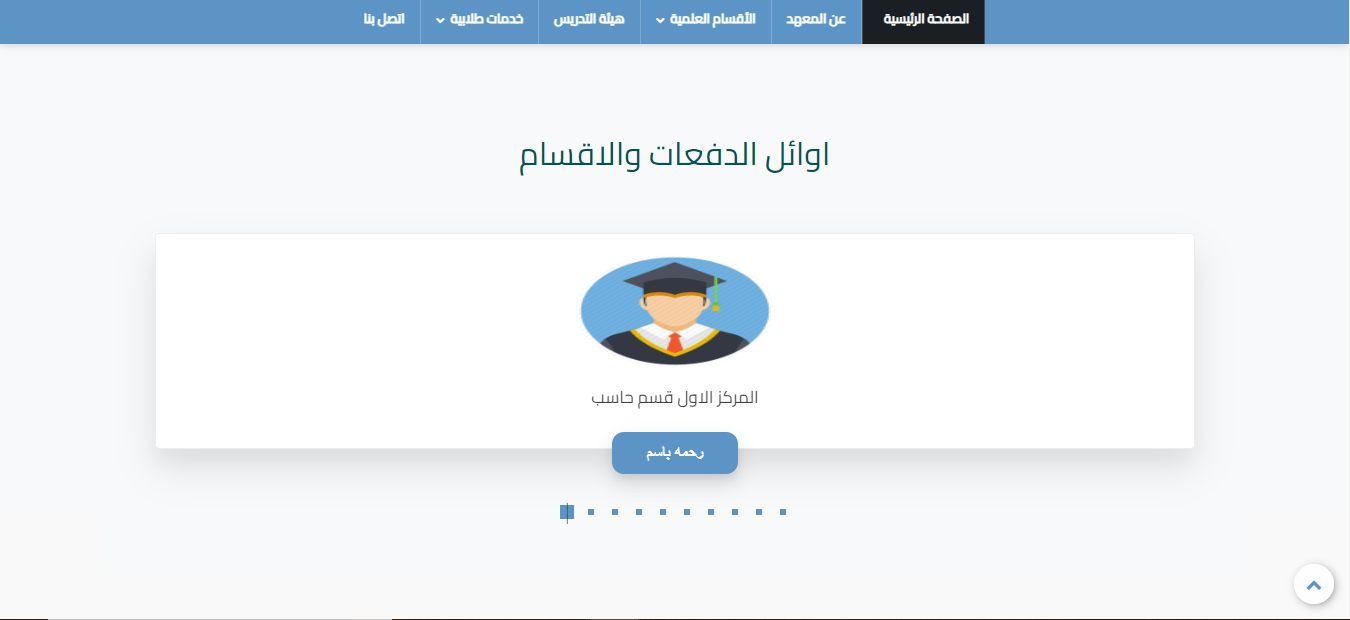 الصفحة الرئيسية
عن المعهد
الأقسام العلمية
هيئة التدريس
خدمات طلابية
اتصل بنا
اوائل الدفعات والاقسام
المركز الاول قسم حاسب
رحمه باسم